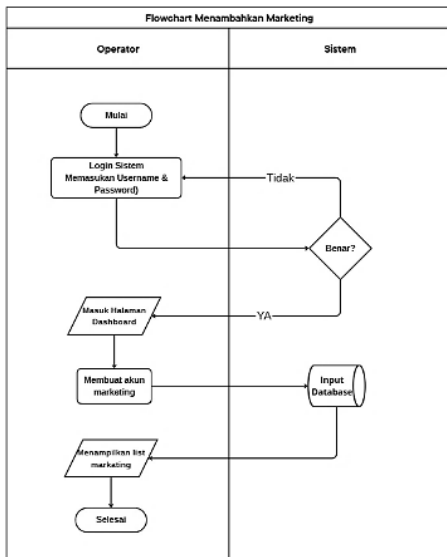 Flowchart Menambahkan Marketing
Operator
Sistem
Mulai
Login Sistem
Memasukan Username &
Password)
Tidak
Benar?
YA
Masuk Halaman
Dashboard
Membuat akun
marketing
Input
Database
Menampilkan list
markating
Selesai